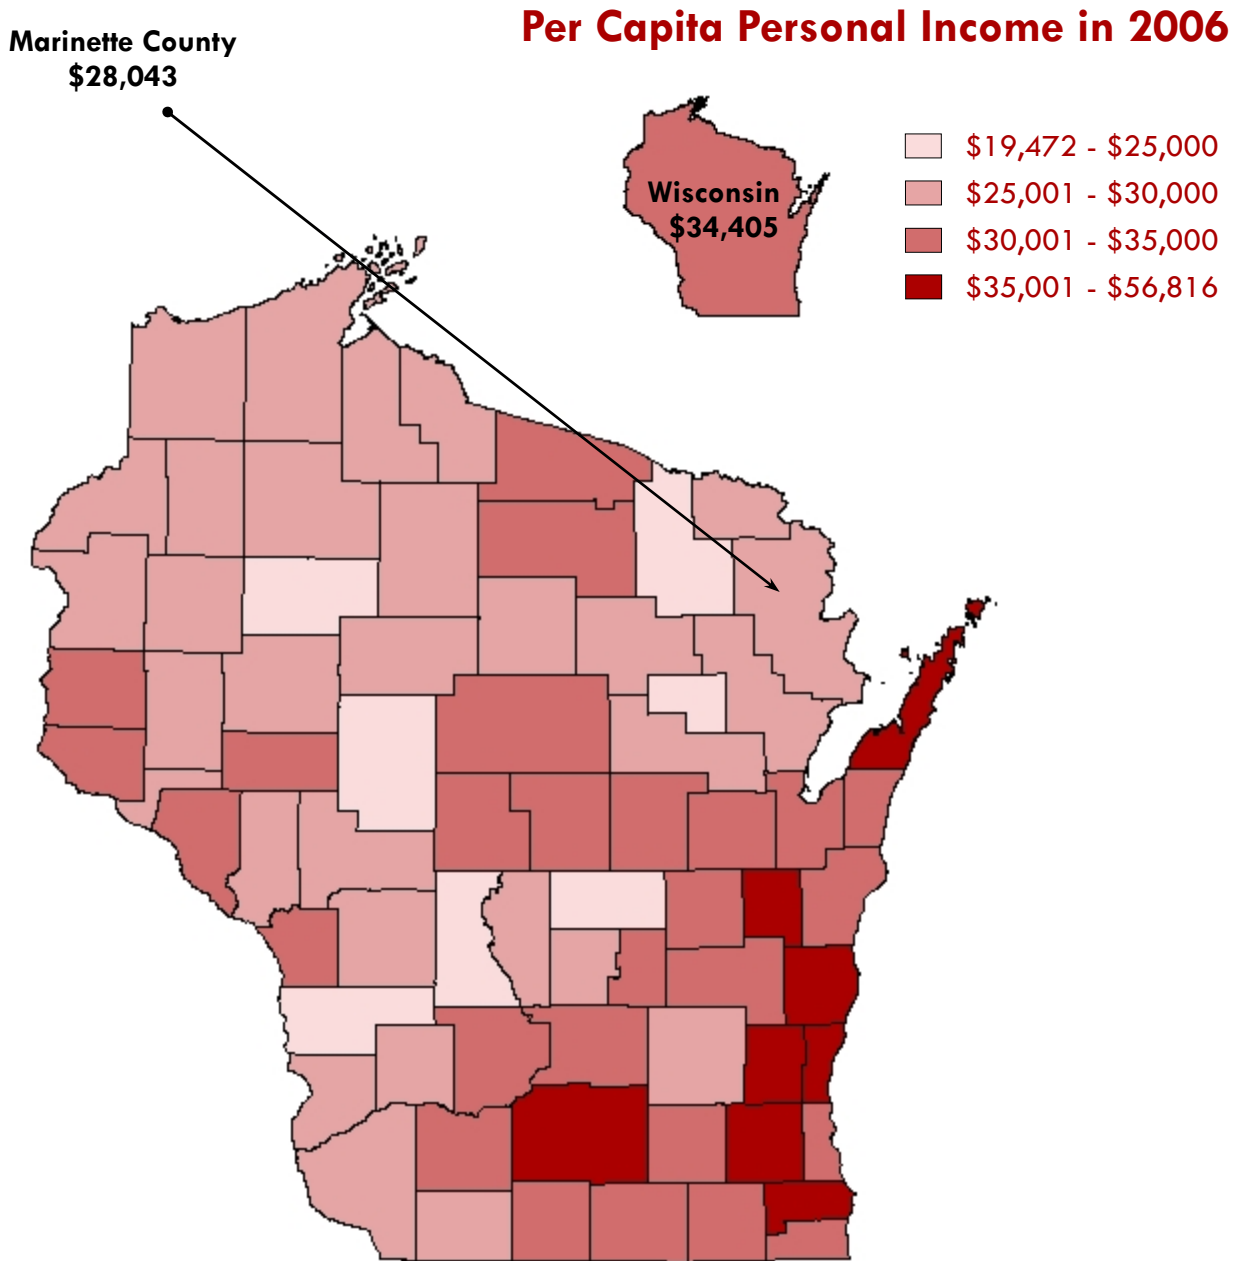 Per Capita Personal Income in 2006
Marinette County
$28,043
Wisconsin
$34,405
$19,472 - $25,000
$25,001 - $30,000
$30,001 - $35,000
$35,001 - $56,816